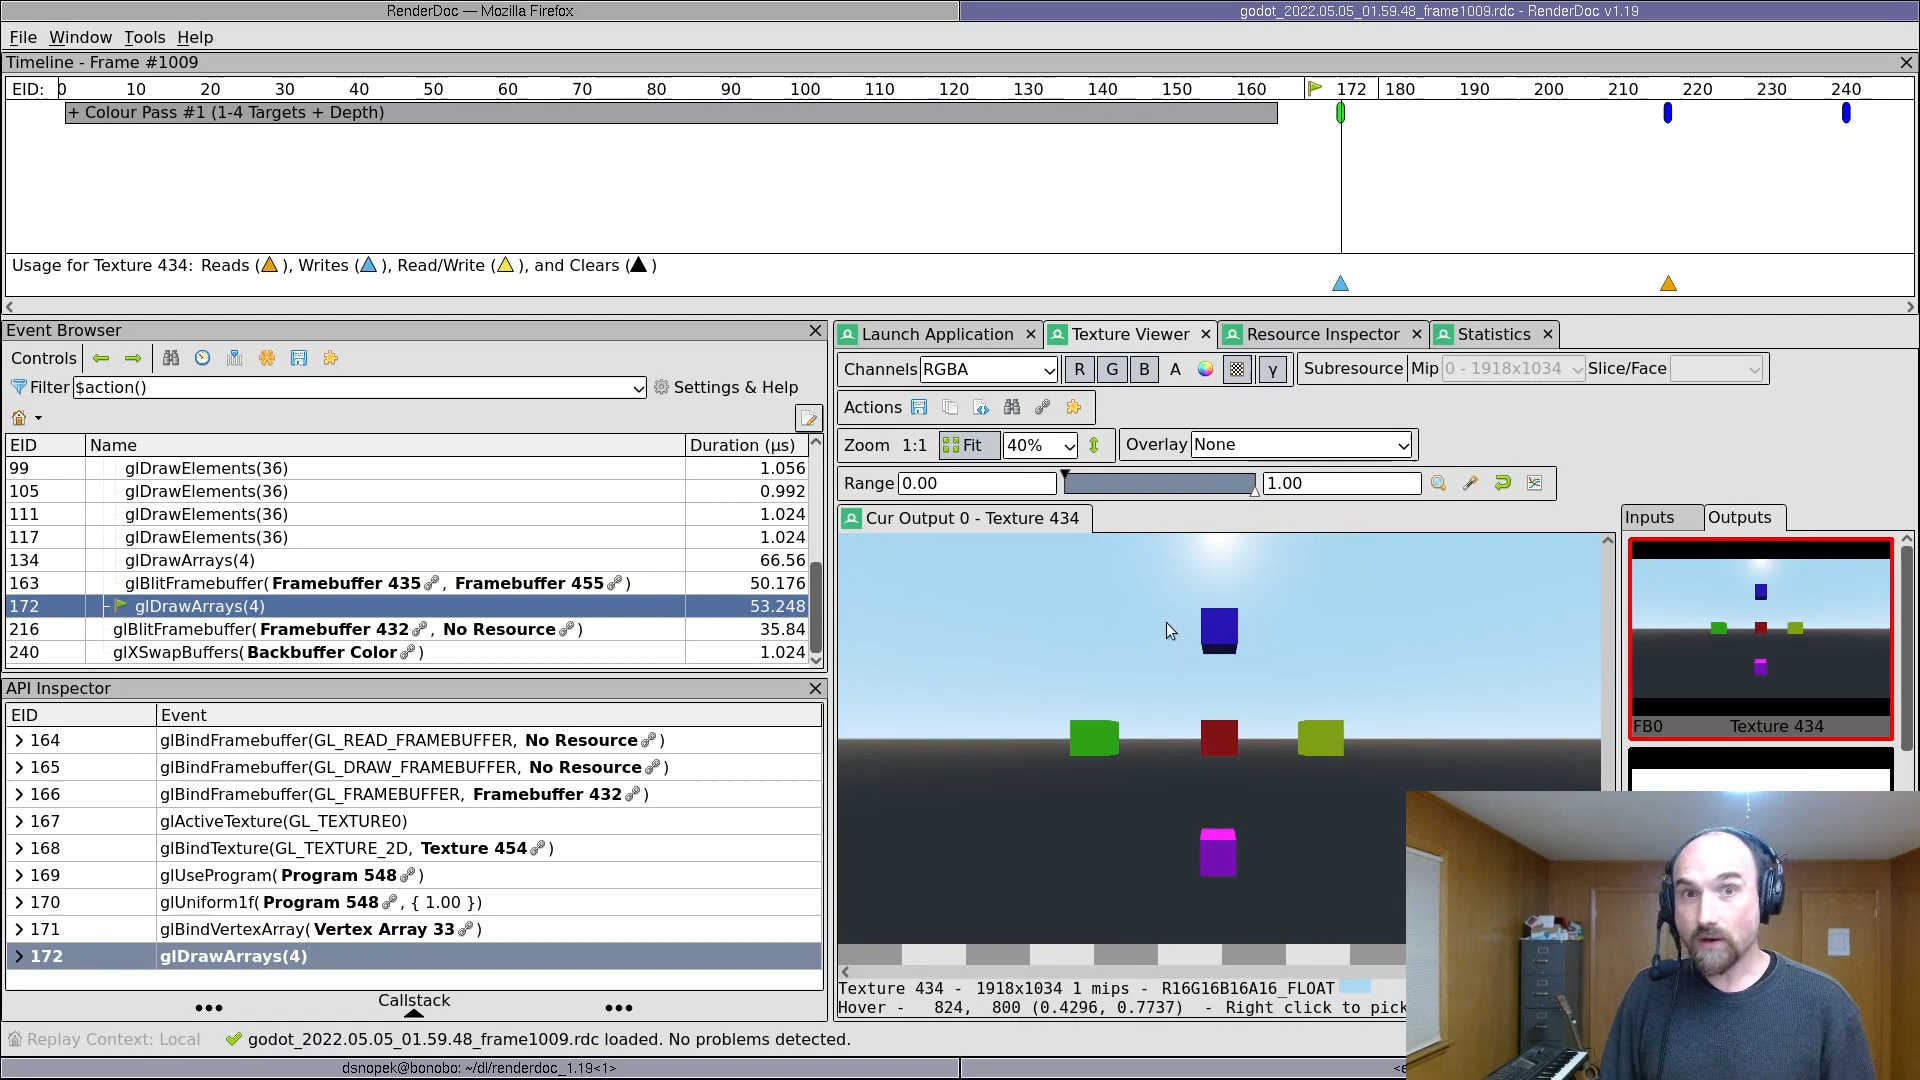 RenderDoc — Mozilla Firefox
godot_2022.05.05_01.59.48_frame1009.rdc - RenderDoc v1.19
File Window Tools Help
Timeline - Frame #1009
EID: 0 10 20 30 40 50 60 70 80 90 100 110 120 130 140 150 160 172 180 190 200 210 220 230 240
+ Colour Pass #1 (1-4 Targets + Depth)
Usage for Texture 434: Reads ( ), Writes ( ), Read/Write ( ), and Clears ( )
Event Browser
Controls
Filter $action() Settings & Help
EID Name Duration (µs)
99 glDrawElements(36) 1.056
105 glDrawElements(36) 0.992
111 glDrawElements(36) 1.024
117 glDrawElements(36) 1.024
134 glDrawArrays(4) 66.56
163 glBlitFramebuffer(Framebuffer 435, Framebuffer 455) 50.176
172 glDrawArrays(4) 53.248
216 glBlitFramebuffer(Framebuffer 432, No Resource) 35.84
240 glXSwapBuffers(Backbuffer Color) 1.024
API Inspector
EID Event
164 glBindFramebuffer(GL_READ_FRAMEBUFFER, No Resource)
165 glBindFramebuffer(GL_DRAW_FRAMEBUFFER, No Resource)
166 glBindFramebuffer(GL_FRAMEBUFFER, Framebuffer 432)
167 glActiveTexture(GL_TEXTURE0)
168 glBindTexture(GL_TEXTURE_2D, Texture 454)
169 glUseProgram(Program 548)
170 glUniform1f(Program 548, { 1.00 })
171 glBindVertexArray(Vertex Array 33)
172 glDrawArrays(4)
Callstack
Launch Application Texture Viewer Resource Inspector Statistics
Channels RGBA R G B A γ Subresource Mip 0 - 1918x1034 Slice/Face
Actions
Zoom 1:1 Fit 40% Overlay None
Range 0.00 1.00
Cur Output 0 - Texture 434
Inputs Outputs
FB0 Texture 434
Texture 434 - 1918x1034 1 mips - R16G16B16A16_FLOAT
Hover - 824, 800 (0.4296, 0.7737) - Right click to pick
Replay Context: Local godot_2022.05.05_01.59.48_frame1009.rdc loaded. No problems detected.
dsnopek@bonobo: ~/dl/renderdoc_1.19<1>
<e